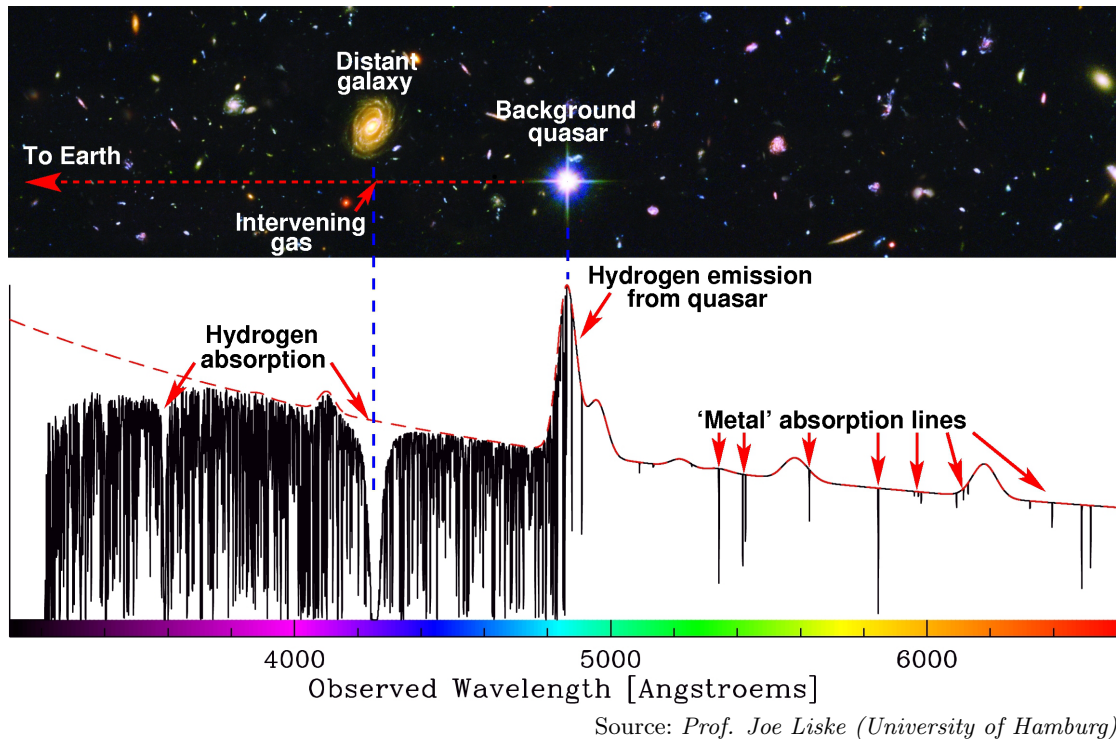 Distant
galaxy
Background
quasar
To Earth
Intervening
gas
Hydrogen emission
from quasar
Hydrogen
absorption
‘Metal’ absorption lines
4000 5000 6000
Observed Wavelength [Angstroems]
Source: Prof. Joe Liske (University of Hamburg)